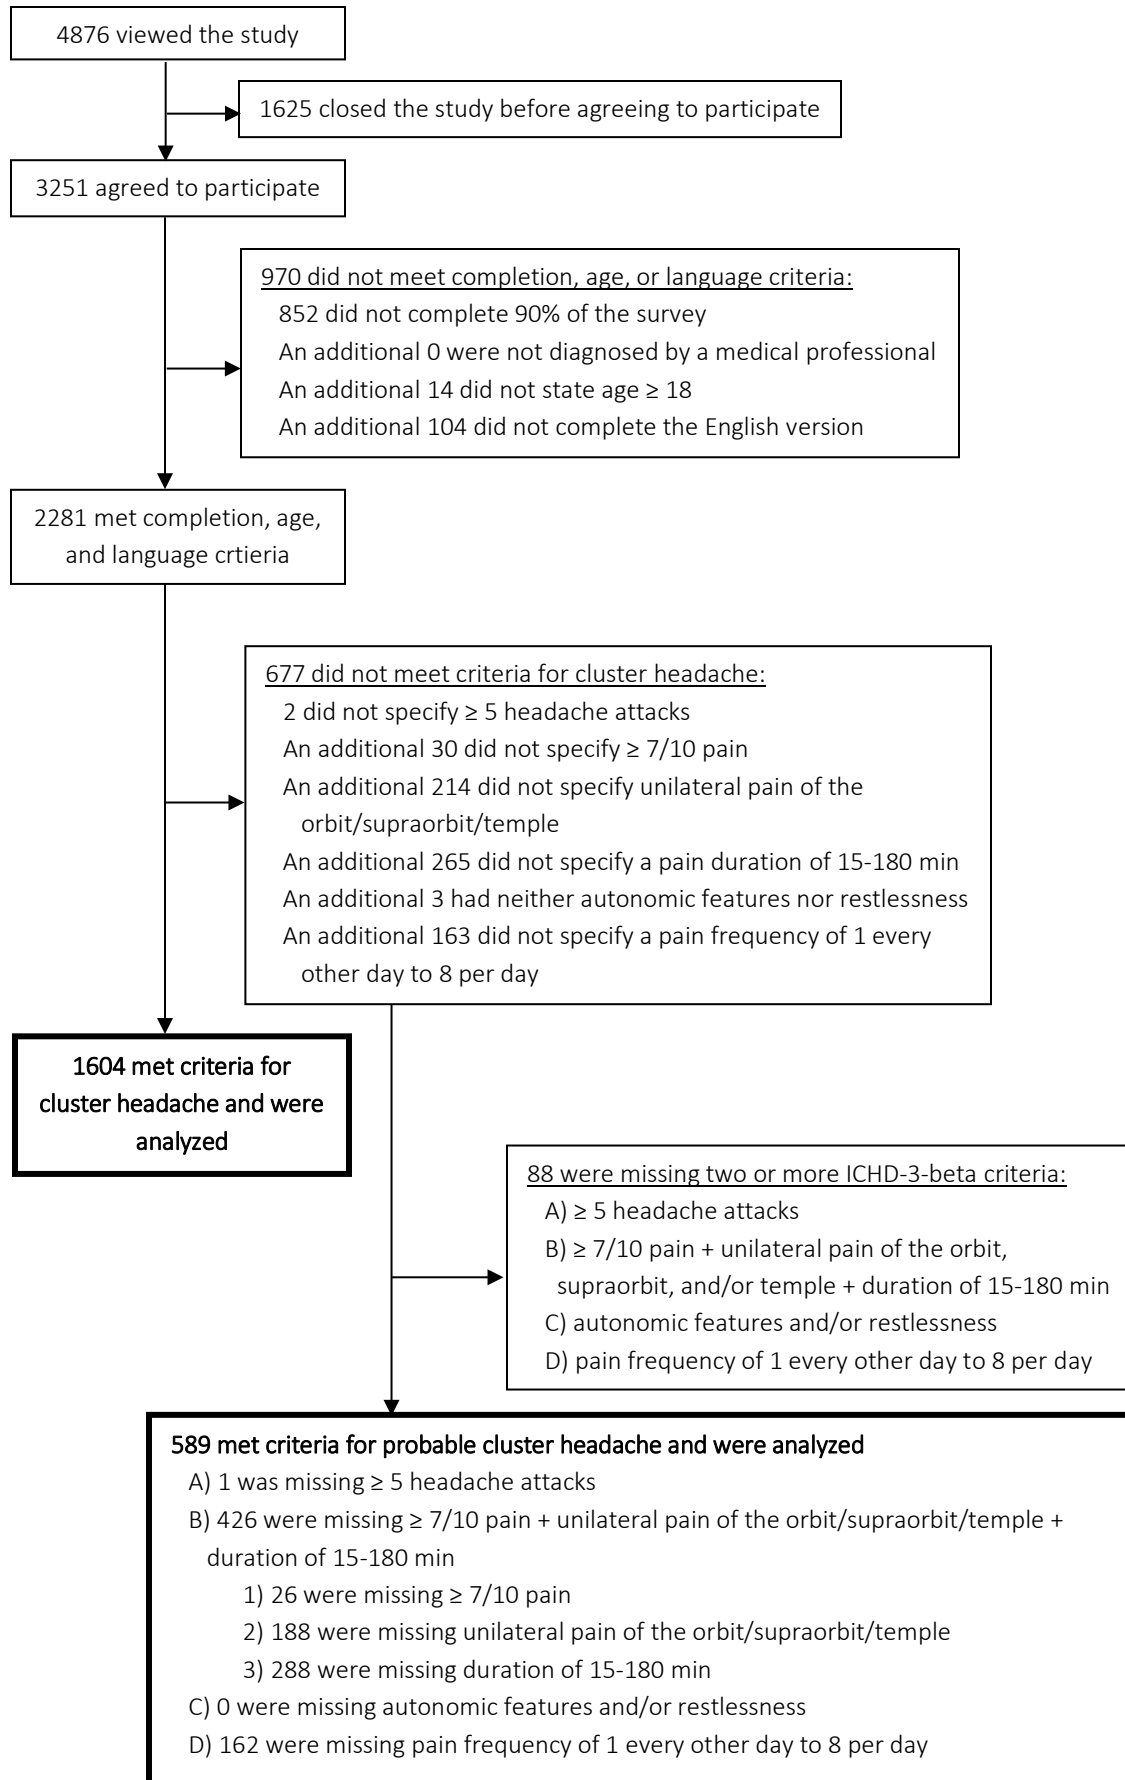 4876 viewed the study
1625 closed the study before agreeing to participate
3251 agreed to participate
970 did not meet completion, age, or language criteria:
852 did not complete 90% of the survey
An additional 0 were not diagnosed by a medical professional
An additional 14 did not state age ≥ 18
An additional 104 did not complete the English version
2281 met completion, age,
and language crtieria
677 did not meet criteria for cluster headache:
2 did not specify ≥ 5 headache attacks
An additional 30 did not specify ≥ 7/10 pain
An additional 214 did not specify unilateral pain of the
orbit/supraorbit/temple
An additional 265 did not specify a pain duration of 15-180 min
An additional 3 had neither autonomic features nor restlessness
An additional 163 did not specify a pain frequency of 1 every
other day to 8 per day
1604 met criteria for
cluster headache and were
analyzed
88 were missing two or more ICHD-3-beta criteria:
A) ≥ 5 headache attacks
B) ≥ 7/10 pain + unilateral pain of the orbit,
supraorbit, and/or temple + duration of 15-180 min
C) autonomic features and/or restlessness
D) pain frequency of 1 every other day to 8 per day
589 met criteria for probable cluster headache and were analyzed
A) 1 was missing ≥ 5 headache attacks
B) 426 were missing ≥ 7/10 pain + unilateral pain of the orbit/supraorbit/temple +
duration of 15-180 min
1) 26 were missing ≥ 7/10 pain
2) 188 were missing unilateral pain of the orbit/supraorbit/temple
3) 288 were missing duration of 15-180 min
C) 0 were missing autonomic features and/or restlessness
D) 162 were missing pain frequency of 1 every other day to 8 per day